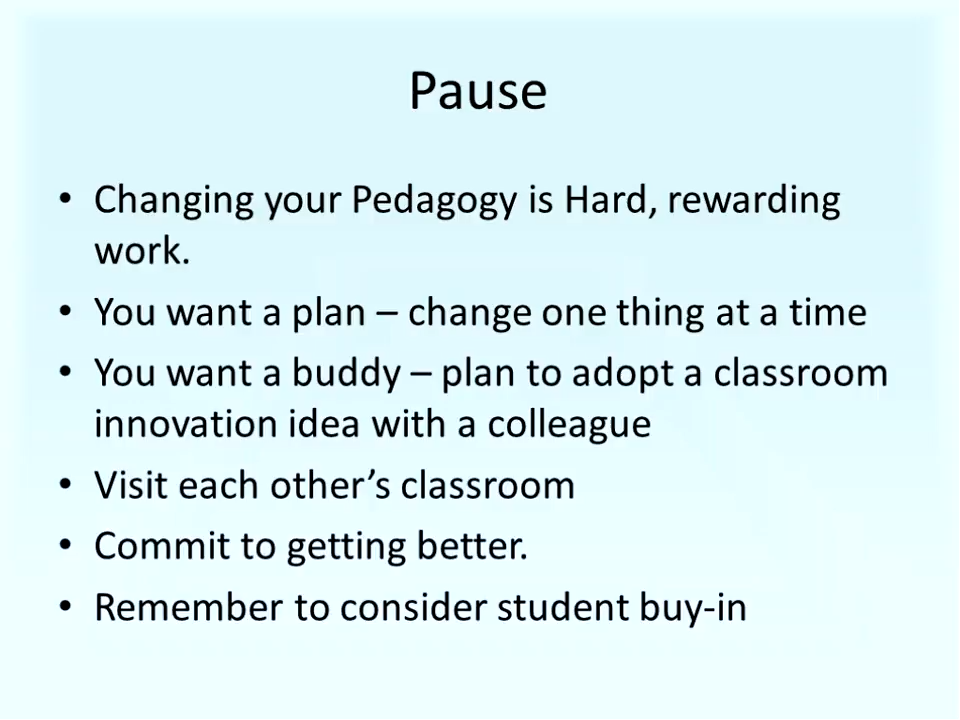 Pause
• Changing your Pedagogy is Hard, rewarding
work.
• You want a plan – change one thing at a time
• You want a buddy – plan to adopt a classroom
innovation idea with a colleague
• Visit each other’s classroom
• Commit to getting better.
• Remember to consider student buy-in